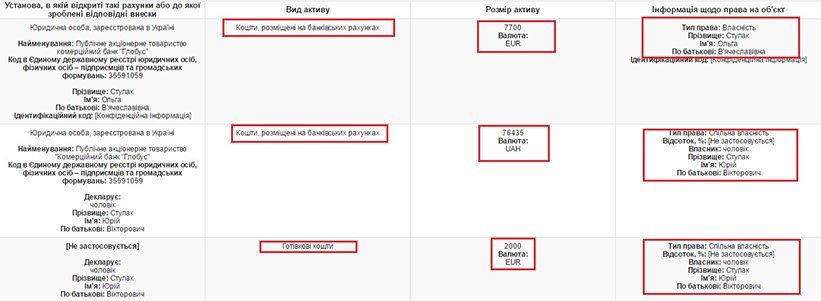 Установа, в якій відкриті такі рахунки або до якої зроблені відповідні внески
Вид активу
Розмір активу
Інформація щодо права на об'єкт
Юридична особа, зареєстрована в Україні
Найменування: Публічне акціонерне товариство
комерційний банк "Глобус"
Код в Єдиному державному реєстрі юридичних осіб,
фізичних осіб – підприємців та громадських
формувань: 35591059
Прізвище: Ступак
Ім'я: Ольга
По батькові: В'ячеславівна
Ідентифікаційний код: [Конфіденційна інформація]
Кошти, розміщені на банківських рахунках
7700
Валюта:
EUR
Тип права: Власність
Прізвище: Ступак
Ім'я: Ольга
По батькові: В'ячеславівна
Ідентифікаційний код: [Конфіденційна інформація]
Юридична особа, зареєстрована в Україні
Найменування: Публічне акціонерне товариство
"Комерційний банк "Глобус"
Код в Єдиному державному реєстрі юридичних осіб,
фізичних осіб – підприємців та громадських
формувань: 35591059
Декларує:
чоловік
Прізвище: Ступак
Ім'я: Юрій
По батькові: Вікторович
Кошти, розміщені на банківських рахунках
76435
Валюта:
UAH
Тип права: Спільна власність
Відсоток, %: [Не застосовується]
Власник: чоловік
Прізвище: Ступак
Ім'я: Юрій
По батькові: Вікторович
[Не застосовується]
Декларує:
чоловік
Прізвище: Ступак
Ім'я: Юрій
По батькові: Вікторович
Готівкові кошти
2000
Валюта:
EUR
Тип права: Спільна власність
Відсоток, %: [Не застосовується]
Власник: чоловік
Прізвище: Ступак
Ім'я: Юрій
По батькові: Вікторович